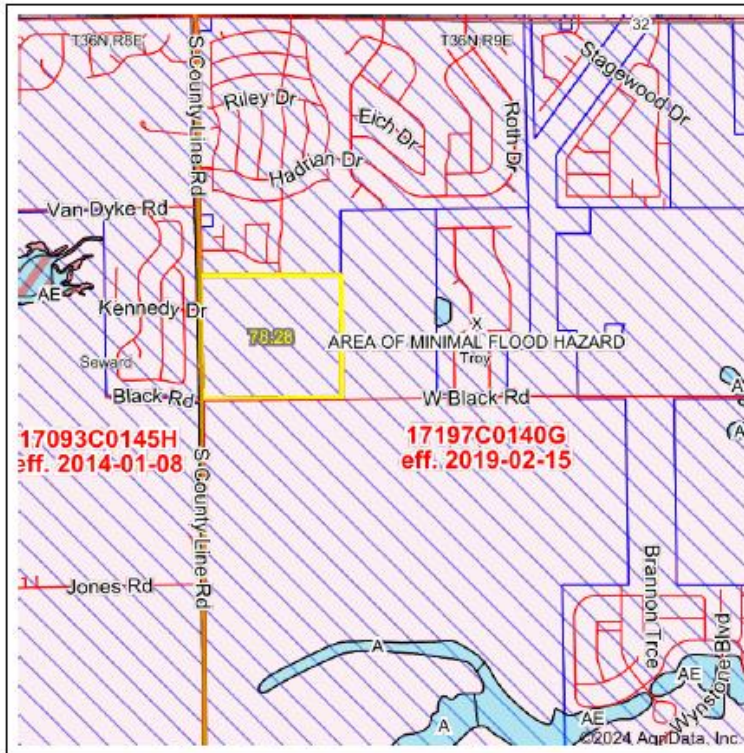 32
T36N R8E
T36N R9E
S County Line Rd
Stagewood Dr
Riley Dr
Eich Dr
Roth Dr
Hadrian Dr
Van Dyke Rd
AE
Kennedy Dr
78.28
X
AREA OF MINIMAL FLOOD HAZARD
Troy
Seward
Black Rd
W Black Rd
A
17093C0145H
eff. 2014-01-08
17197C0140G
eff. 2019-02-15
S County Line Rd
Jones Rd
Brannon Trce
Wynstone Blvd
A
A
AE
AE
©2024 AgriData, Inc.